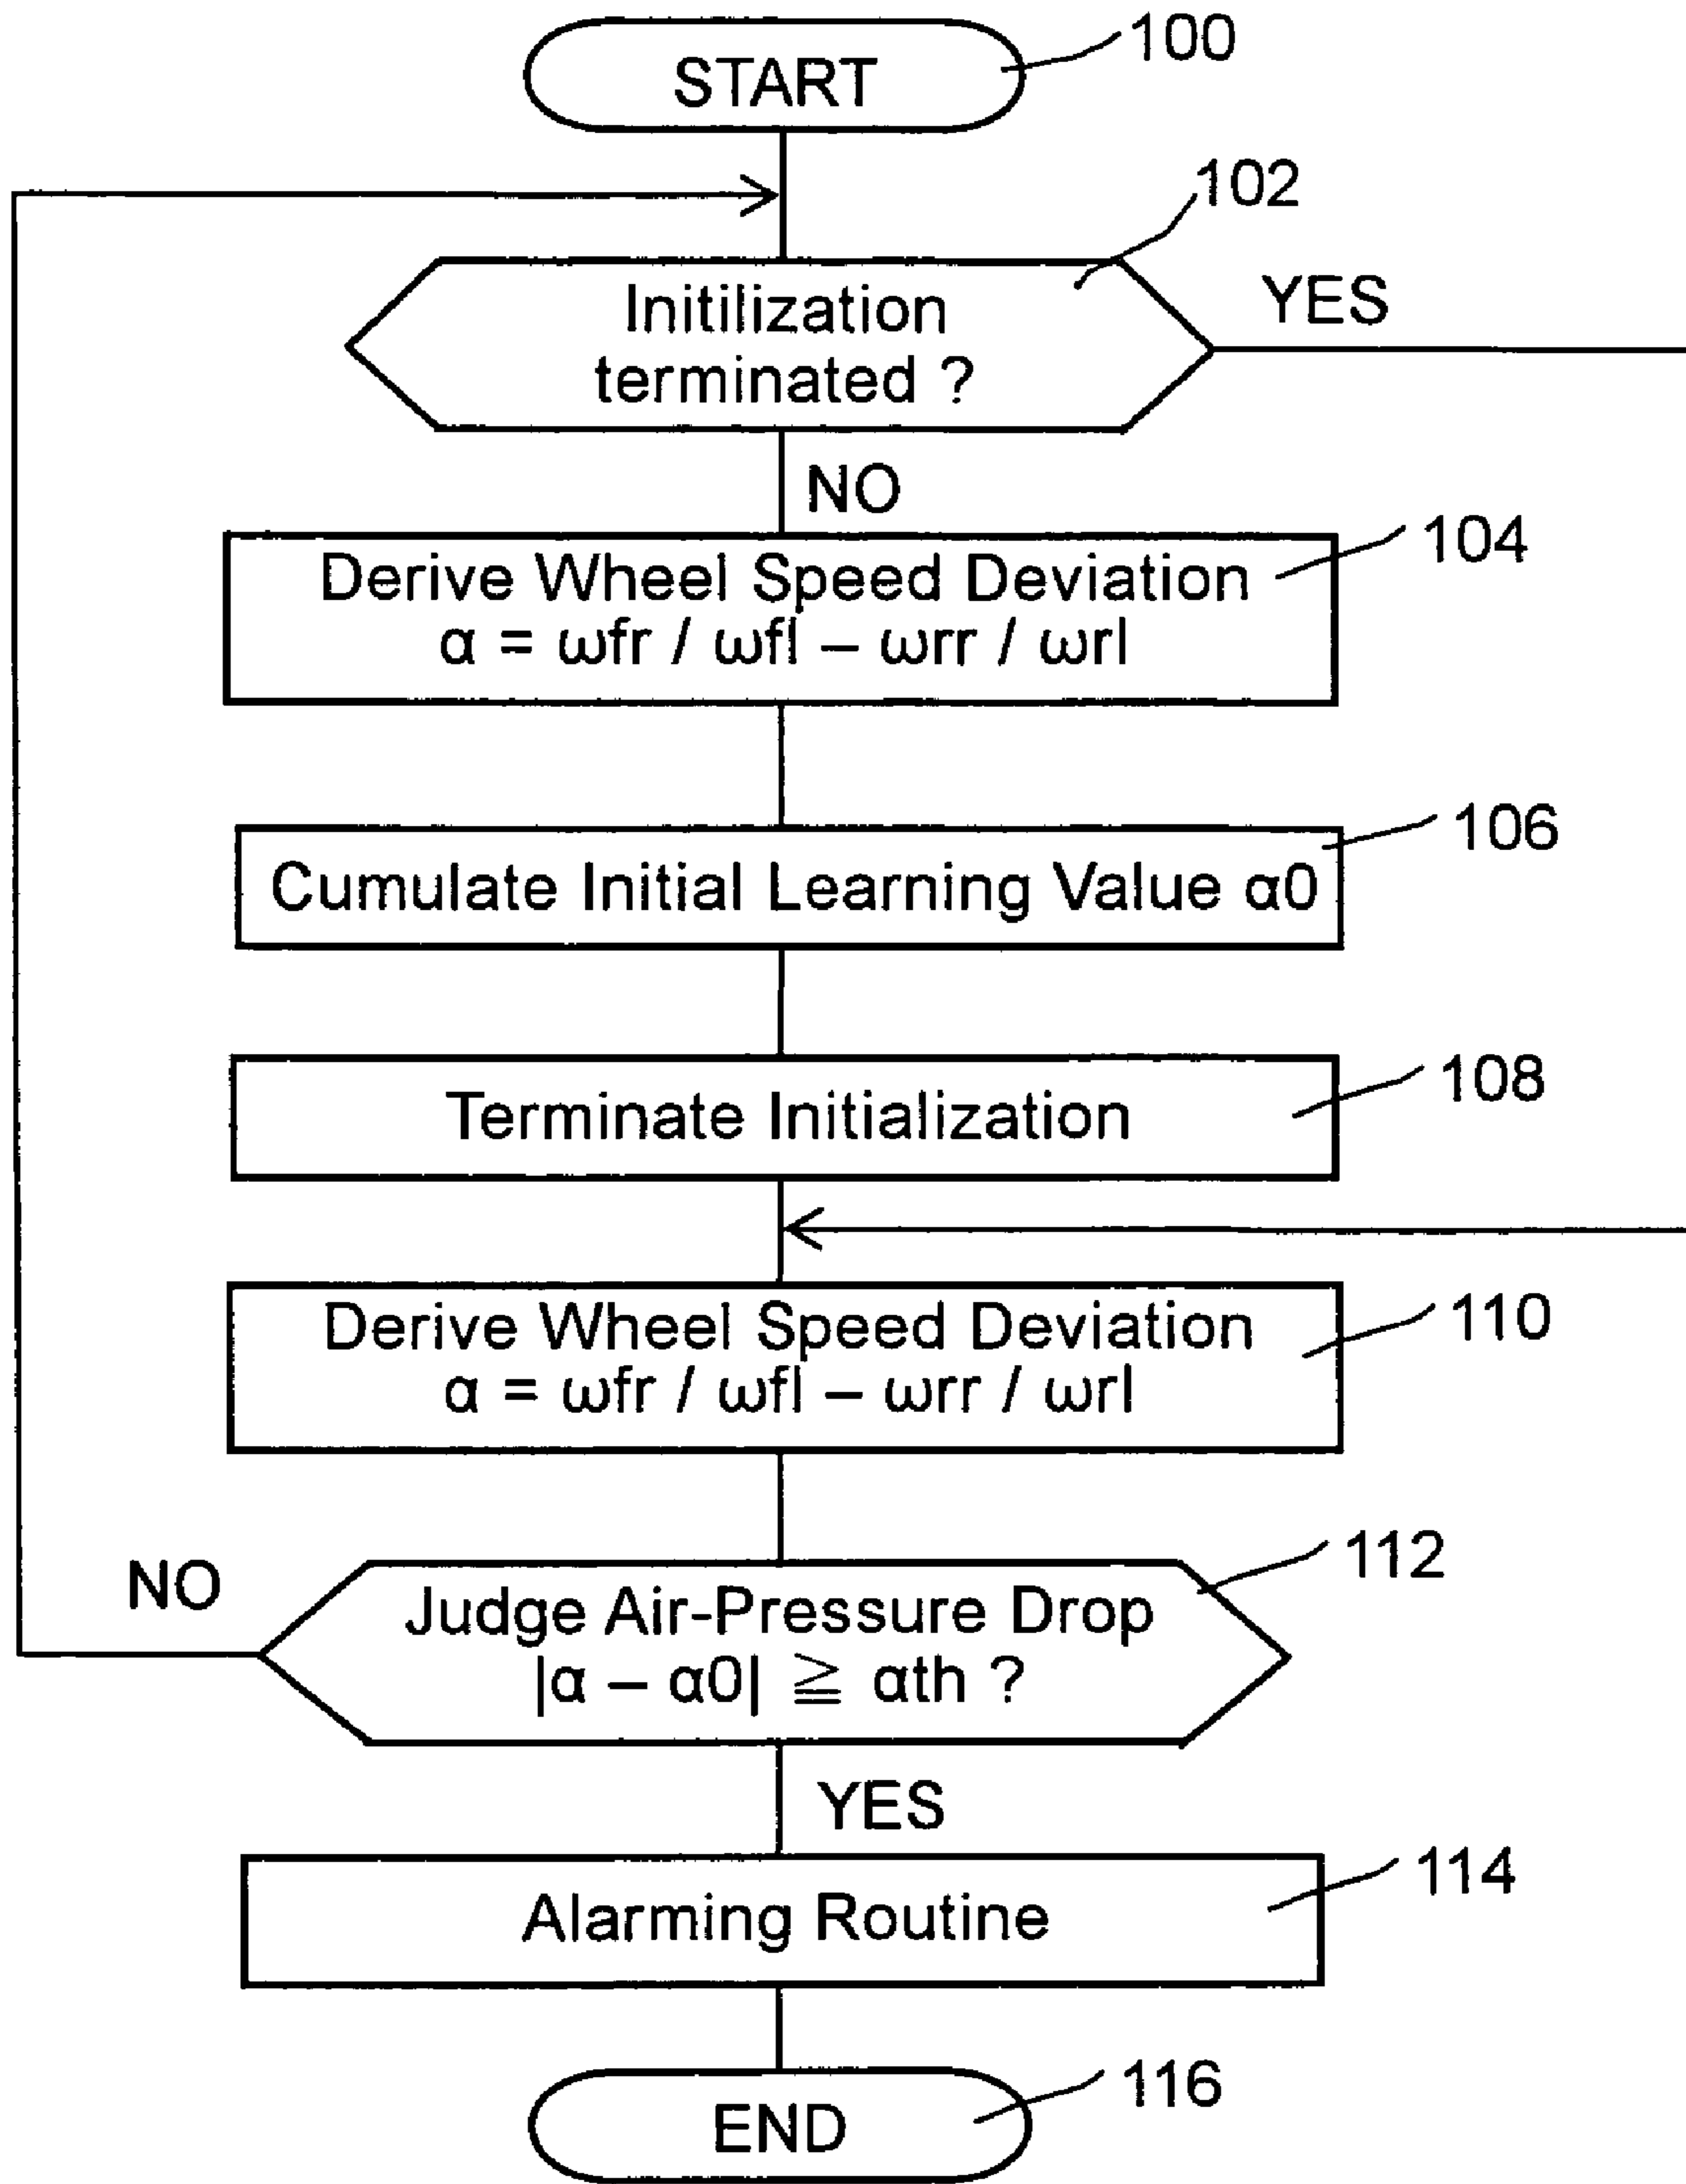 START
100
102
Initilization
terminated ?
YES
NO
104
Derive Wheel Speed Deviation
α = ωfr / ωfl – ωrr / ωrl
106
Cumulate Initial Learning Value α0
108
Terminate Initialization
110
Derive Wheel Speed Deviation
α = ωfr / ωfl – ωrr / ωrl
112
NO
Judge Air-Pressure Drop
|α – α0| ≧ αth ?
YES
114
Alarming Routine
116
END